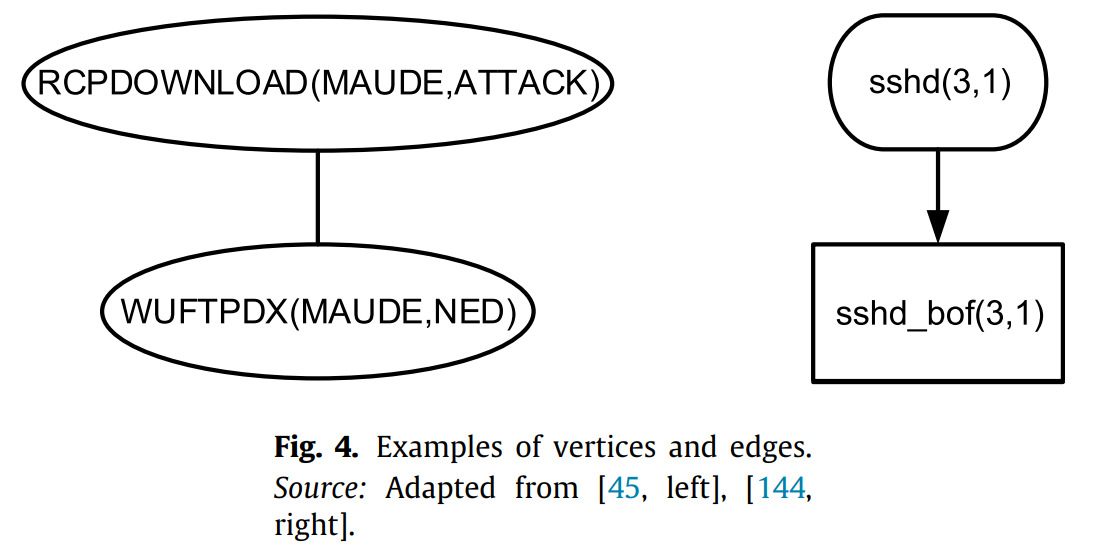 RCPDOWNLOAD(MAUDE,ATTACK)
sshd(3,1)
WUFTPDX(MAUDE,NED)
sshd_bof(3,1)
Fig. 4. Examples of vertices and edges.
Source: Adapted from [45, left], [144,
right].